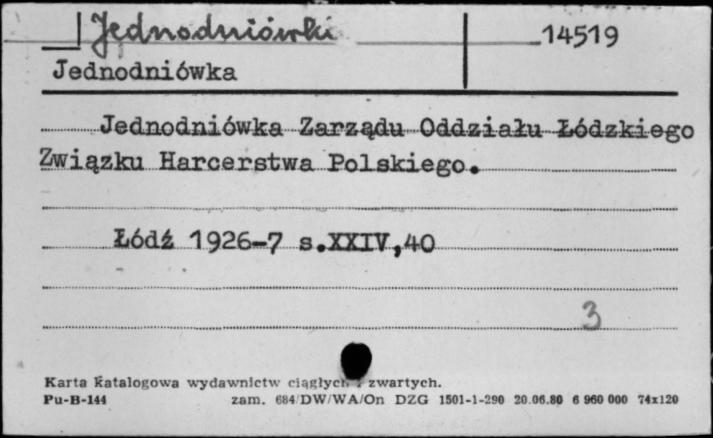 Jednodniówki 14519
Jednodniówka
Jednodniówka Zarządu Oddziału Łódzkiego
Związku Harcerstwa Polskiego.
Łódź 1926-7 s.XXIV,40
3
Karta Katalogowa wydawnictw ciągłych i zwartych.
Pu-B-144 zam. 684/DW/WA/On DZG 1501-1-290 20.06.80 6 960 000 74x120